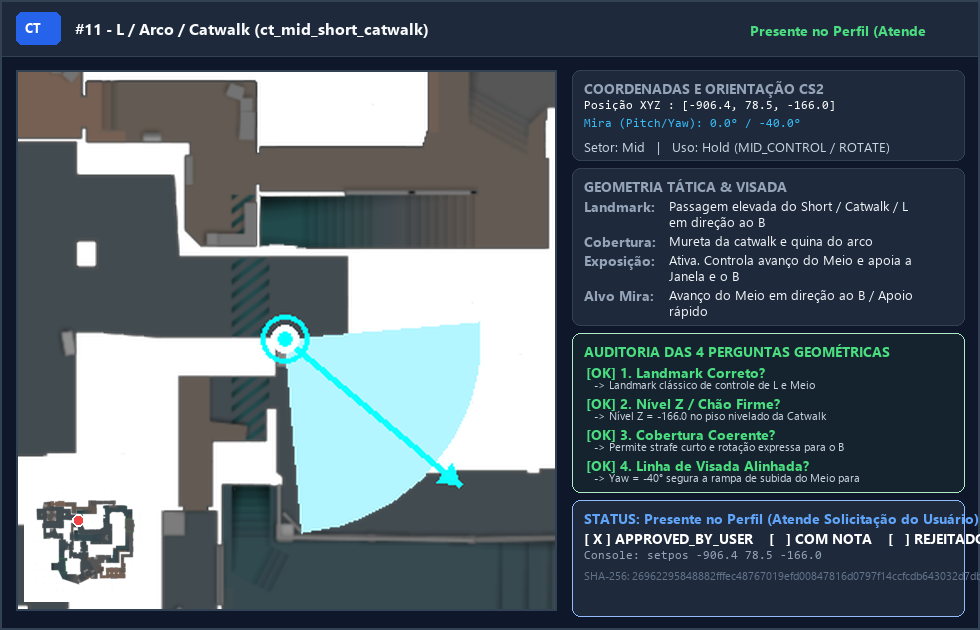 CT
#11 - L / Arco / Catwalk (ct_mid_short_catwalk)
Presente no Perfil (Atende
COORDENADAS E ORIENTAÇÃO CS2
Posição XYZ : [-906.4, 78.5, -166.0]
Mira (Pitch/Yaw): 0.0° / -40.0°
Setor: Mid | Uso: Hold (MID_CONTROL / ROTATE)
GEOMETRIA TÁTICA & VISADA
Landmark: Passagem elevada do Short / Catwalk / L
em direção ao B
Cobertura: Mureta da catwalk e quina do arco
Exposição: Ativa. Controla avanço do Meio e apoia a
Janela e o B
Alvo Mira: Avanço do Meio em direção ao B / Apoio
rápido
AUDITORIA DAS 4 PERGUNTAS GEOMÉTRICAS
[OK] 1. Landmark Correto?
-> Landmark clássico de controle de L e Meio
[OK] 2. Nível Z / Chão Firme?
-> Nível Z = -166.0 no piso nivelado da Catwalk
[OK] 3. Cobertura Coerente?
-> Permite strafe curto e rotação expressa para o B
[OK] 4. Linha de Visada Alinhada?
-> Yaw = -40° segura a rampa de subida do Meio para
STATUS: Presente no Perfil (Atende Solicitação do Usuário)
[ X ] APPROVED_BY_USER [ ] COM NOTA [ ] REJEITADO
Console: setpos -906.4 78.5 -166.0
SHA-256: 26962295848882fffec48767019efd00847816d0797f14ccfcdb643032d7db